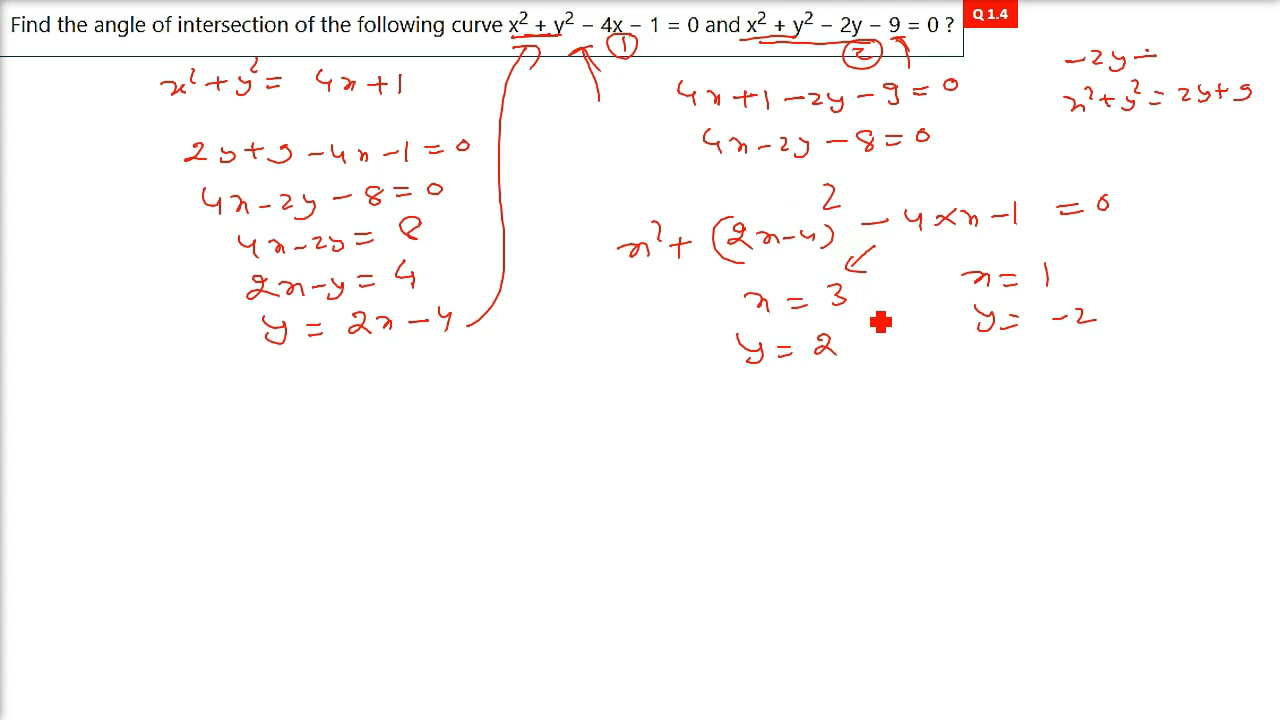 Find the angle of intersection of the following curve x² + y² − 4x − 1 = 0 and x² + y² − 2y − 9 = 0 ?
Q 1.4
① ②
x² + y² = 4x + 1
2y + 9 − 4x − 1 = 0
4x − 2y − 8 = 0
4x − 2y = 8
2x − y = 4
y = 2x − 4
4x + 1 − 2y − 9 = 0
4x − 2y − 8 = 0
−2y =
x² + y² = 2y + 9
x² + (2x − 4)² − 4 × x − 1 = 0
x = 3
y = 2
x = 1
y = −2